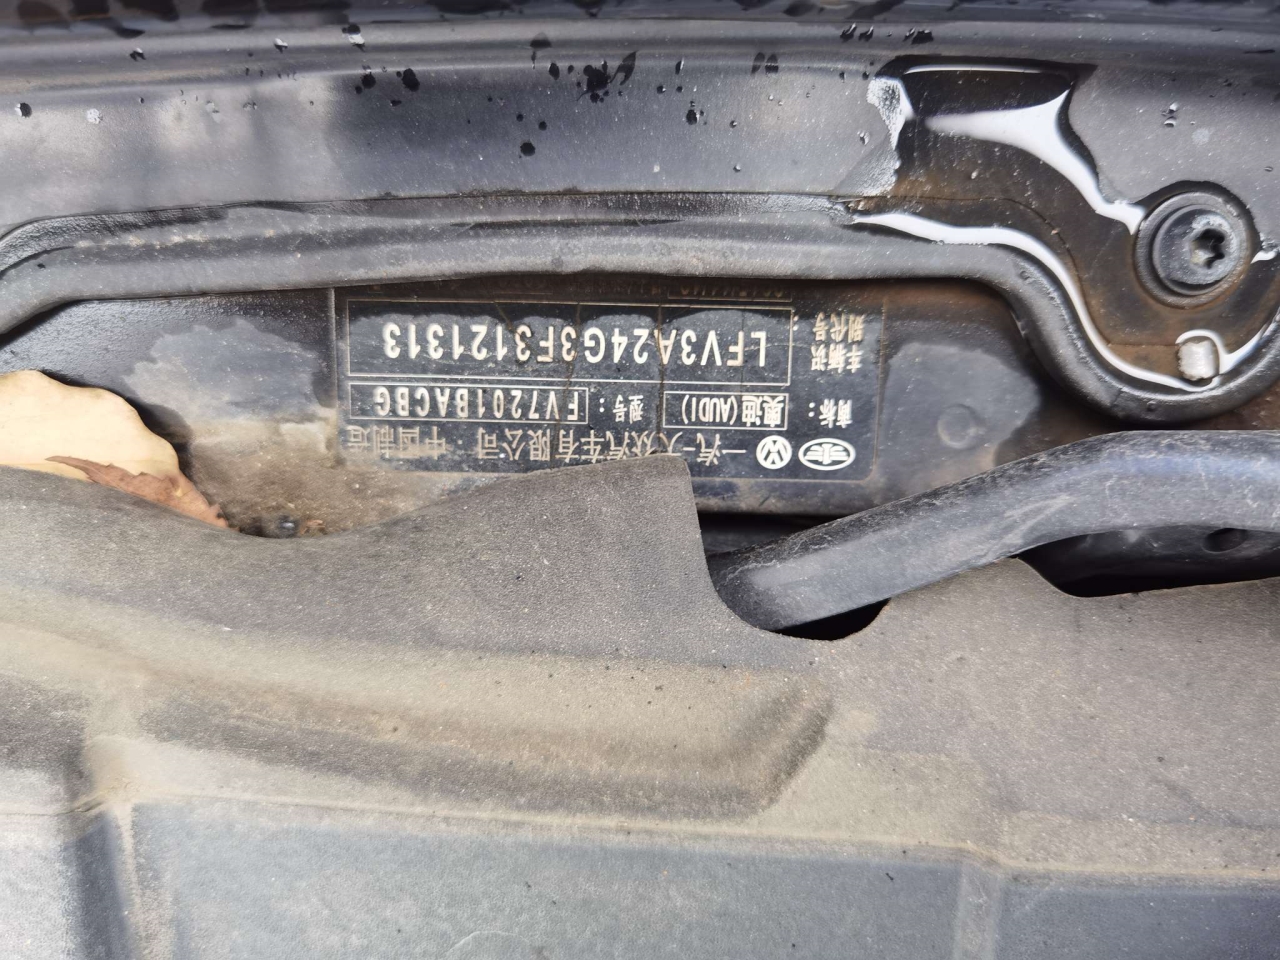 中国制造 一汽-大众汽车有限公司
商标: 奥迪(AUDI) 型号: FV7201BACBG
车辆识别代号: LFV3A24G3F3121313